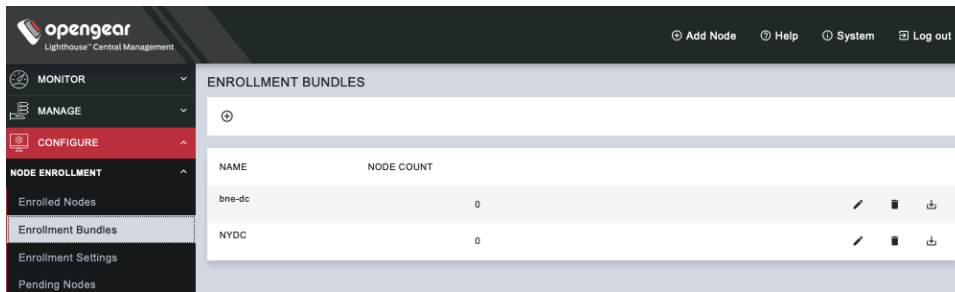 opengear
Lighthouse™ Central Management
Add Node Help System Log out
MONITOR
MANAGE
CONFIGURE
NODE ENROLLMENT
Enrolled Nodes
Enrollment Bundles
Enrollment Settings
Pending Nodes
ENROLLMENT BUNDLES
NAME NODE COUNT
bne-dc 0
NYDC 0